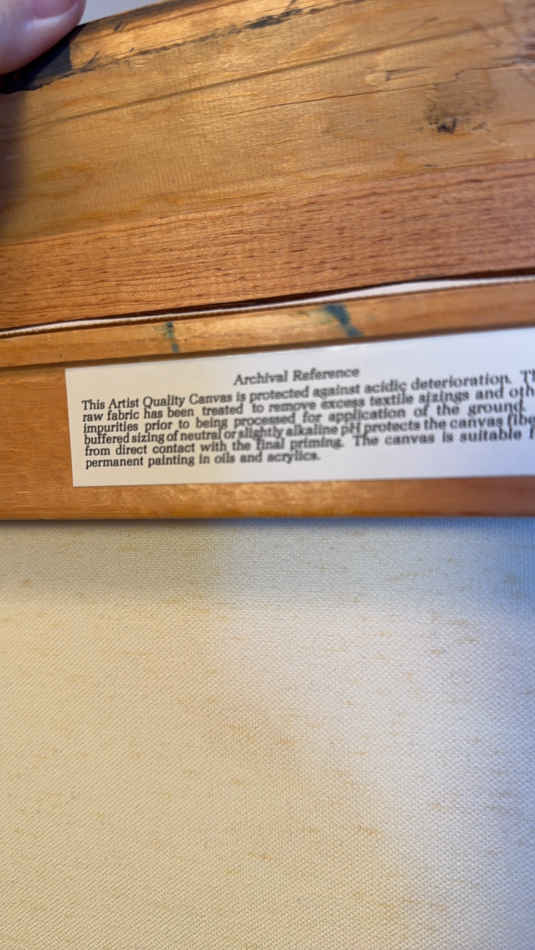 Archival Reference
This Artist Quality Canvas is protected against acidic deterioration. Th
raw fabric has been treated to remove excess textile sizings and oth
impurities prior to being processed for application of the ground.
buffered sizing of neutral or slightly alkaline pH protects the canvas fibe
from direct contact with the final priming. The canvas is suitable f
permanent painting in oils and acrylics.